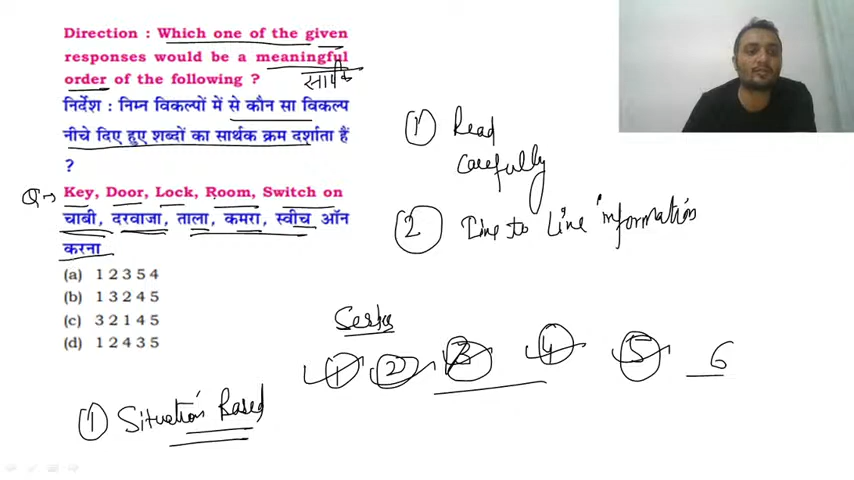 Direction : Which one of the given
responses would be a meaningful
order of the following ?
सार्थक
निर्देश : निम्न विकल्पों में से कौन सा विकल्प
नीचे दिए हुए शब्दों का सार्थक क्रम दर्शाता हैं
?
Q→ Key, Door, Lock, Room, Switch on
चाबी, दरवाजा, ताला, कमरा, स्वीच ऑन
करना
(a) 1 2 3 5 4
(b) 1 3 2 4 5
(c) 3 2 1 4 5
(d) 1 2 4 3 5
① Read
carefully
② Line to Line information
Series
① ② ③ ④ ⑤ 6
① Situation Based